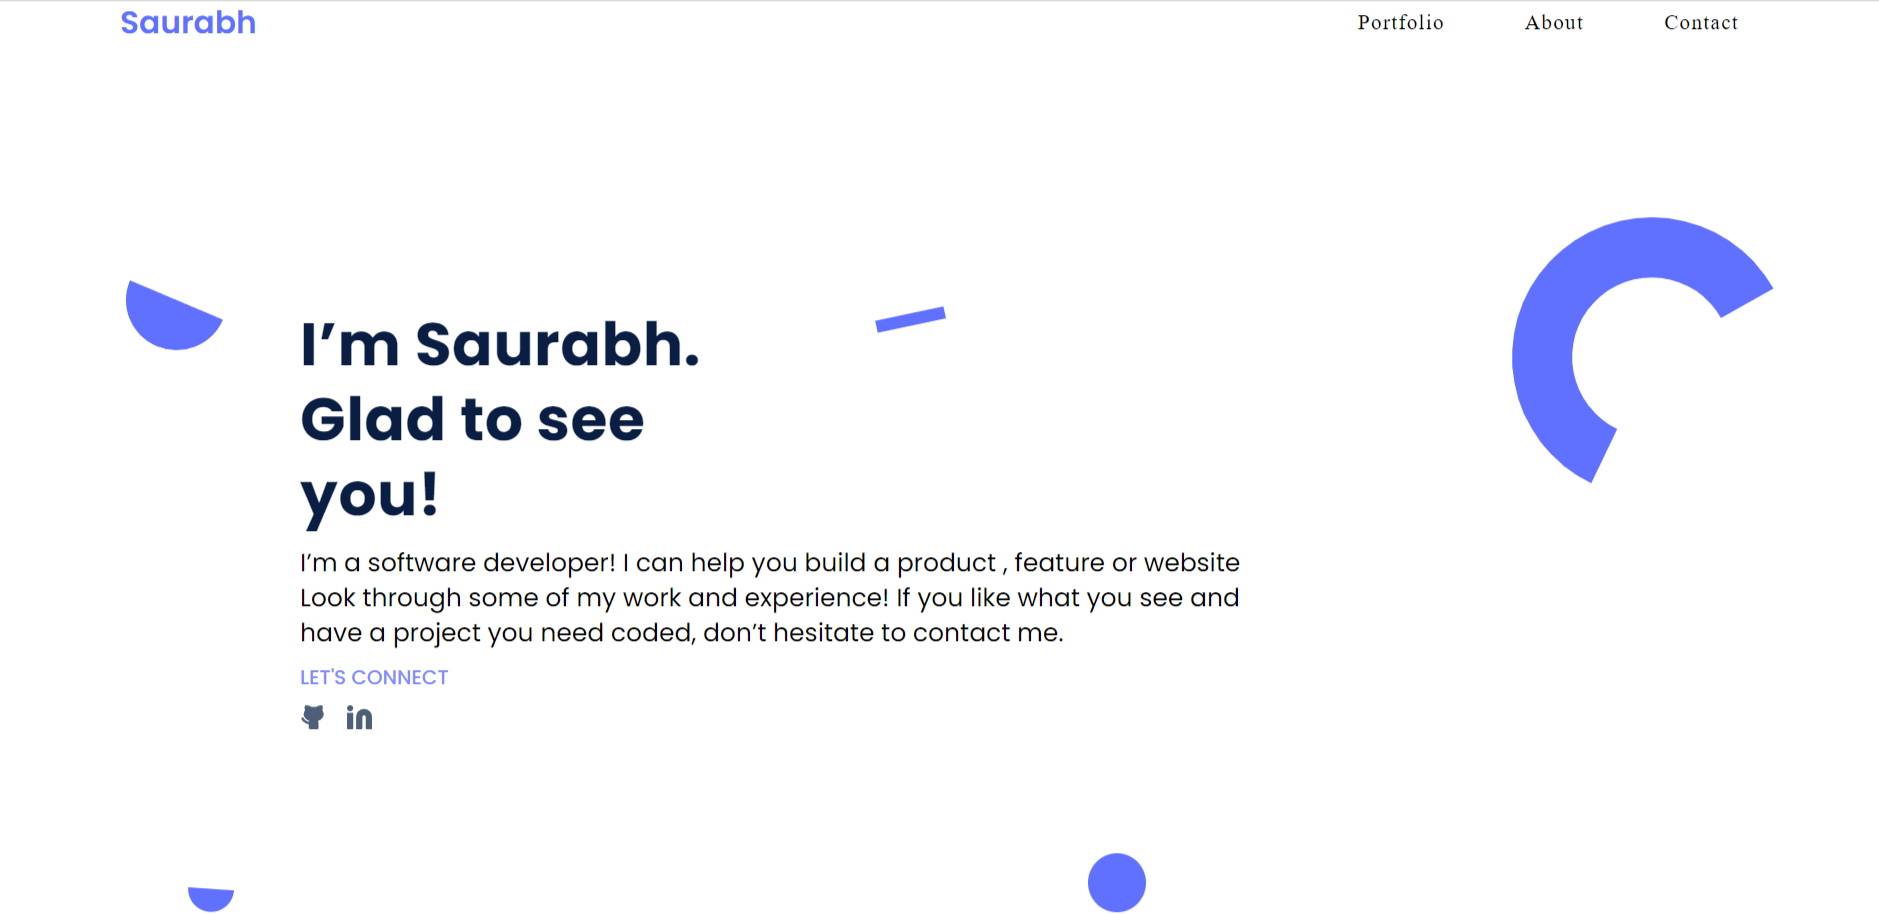 Saurabh
Portfolio
About
Contact
I’m Saurabh.
Glad to see
you!
I’m a software developer! I can help you build a product , feature or website
Look through some of my work and experience! If you like what you see and
have a project you need coded, don’t hesitate to contact me.
LET'S CONNECT
in